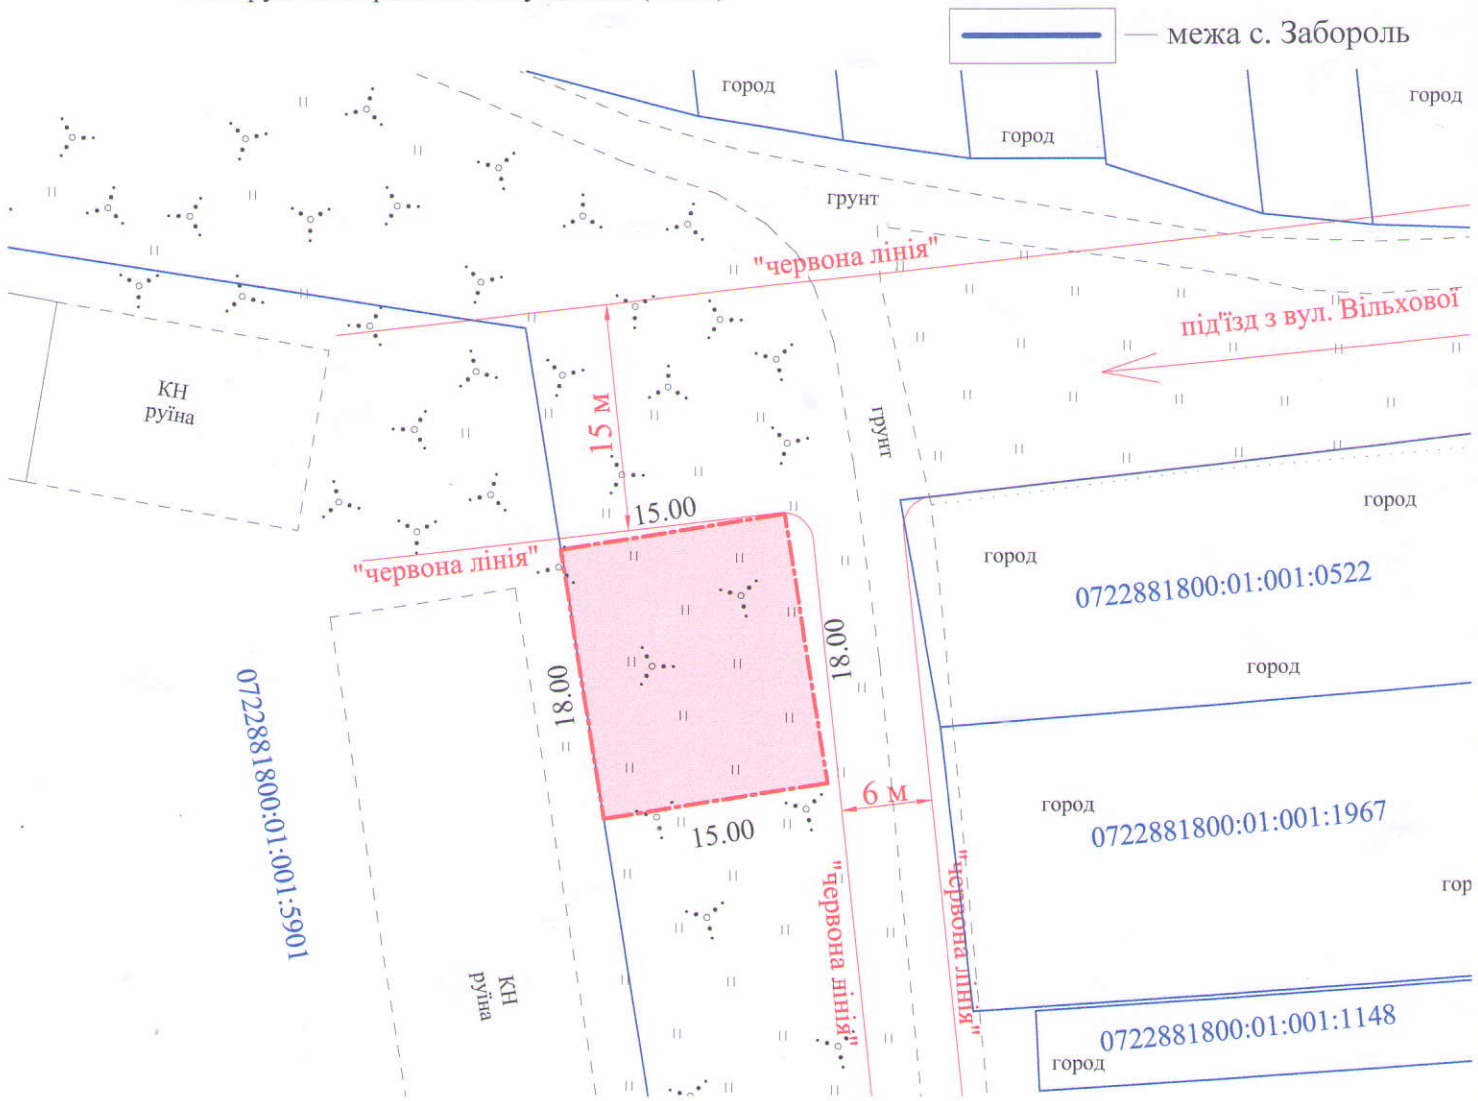 межа с. Забороль
город
город
город
грунт
"червона лінія"
під'їзд з вул. Вільхової
КН
руїна
15 м
грунт
15.00
город
"червона лінія"
город
0722881800:01:001:0522
18.00
18.00
город
0722881800:01:001:5901
6 м
город
0722881800:01:001:1967
15.00
"червона нінія"
"червона лінія"
гор
КН
руїна
0722881800:01:001:1148
город